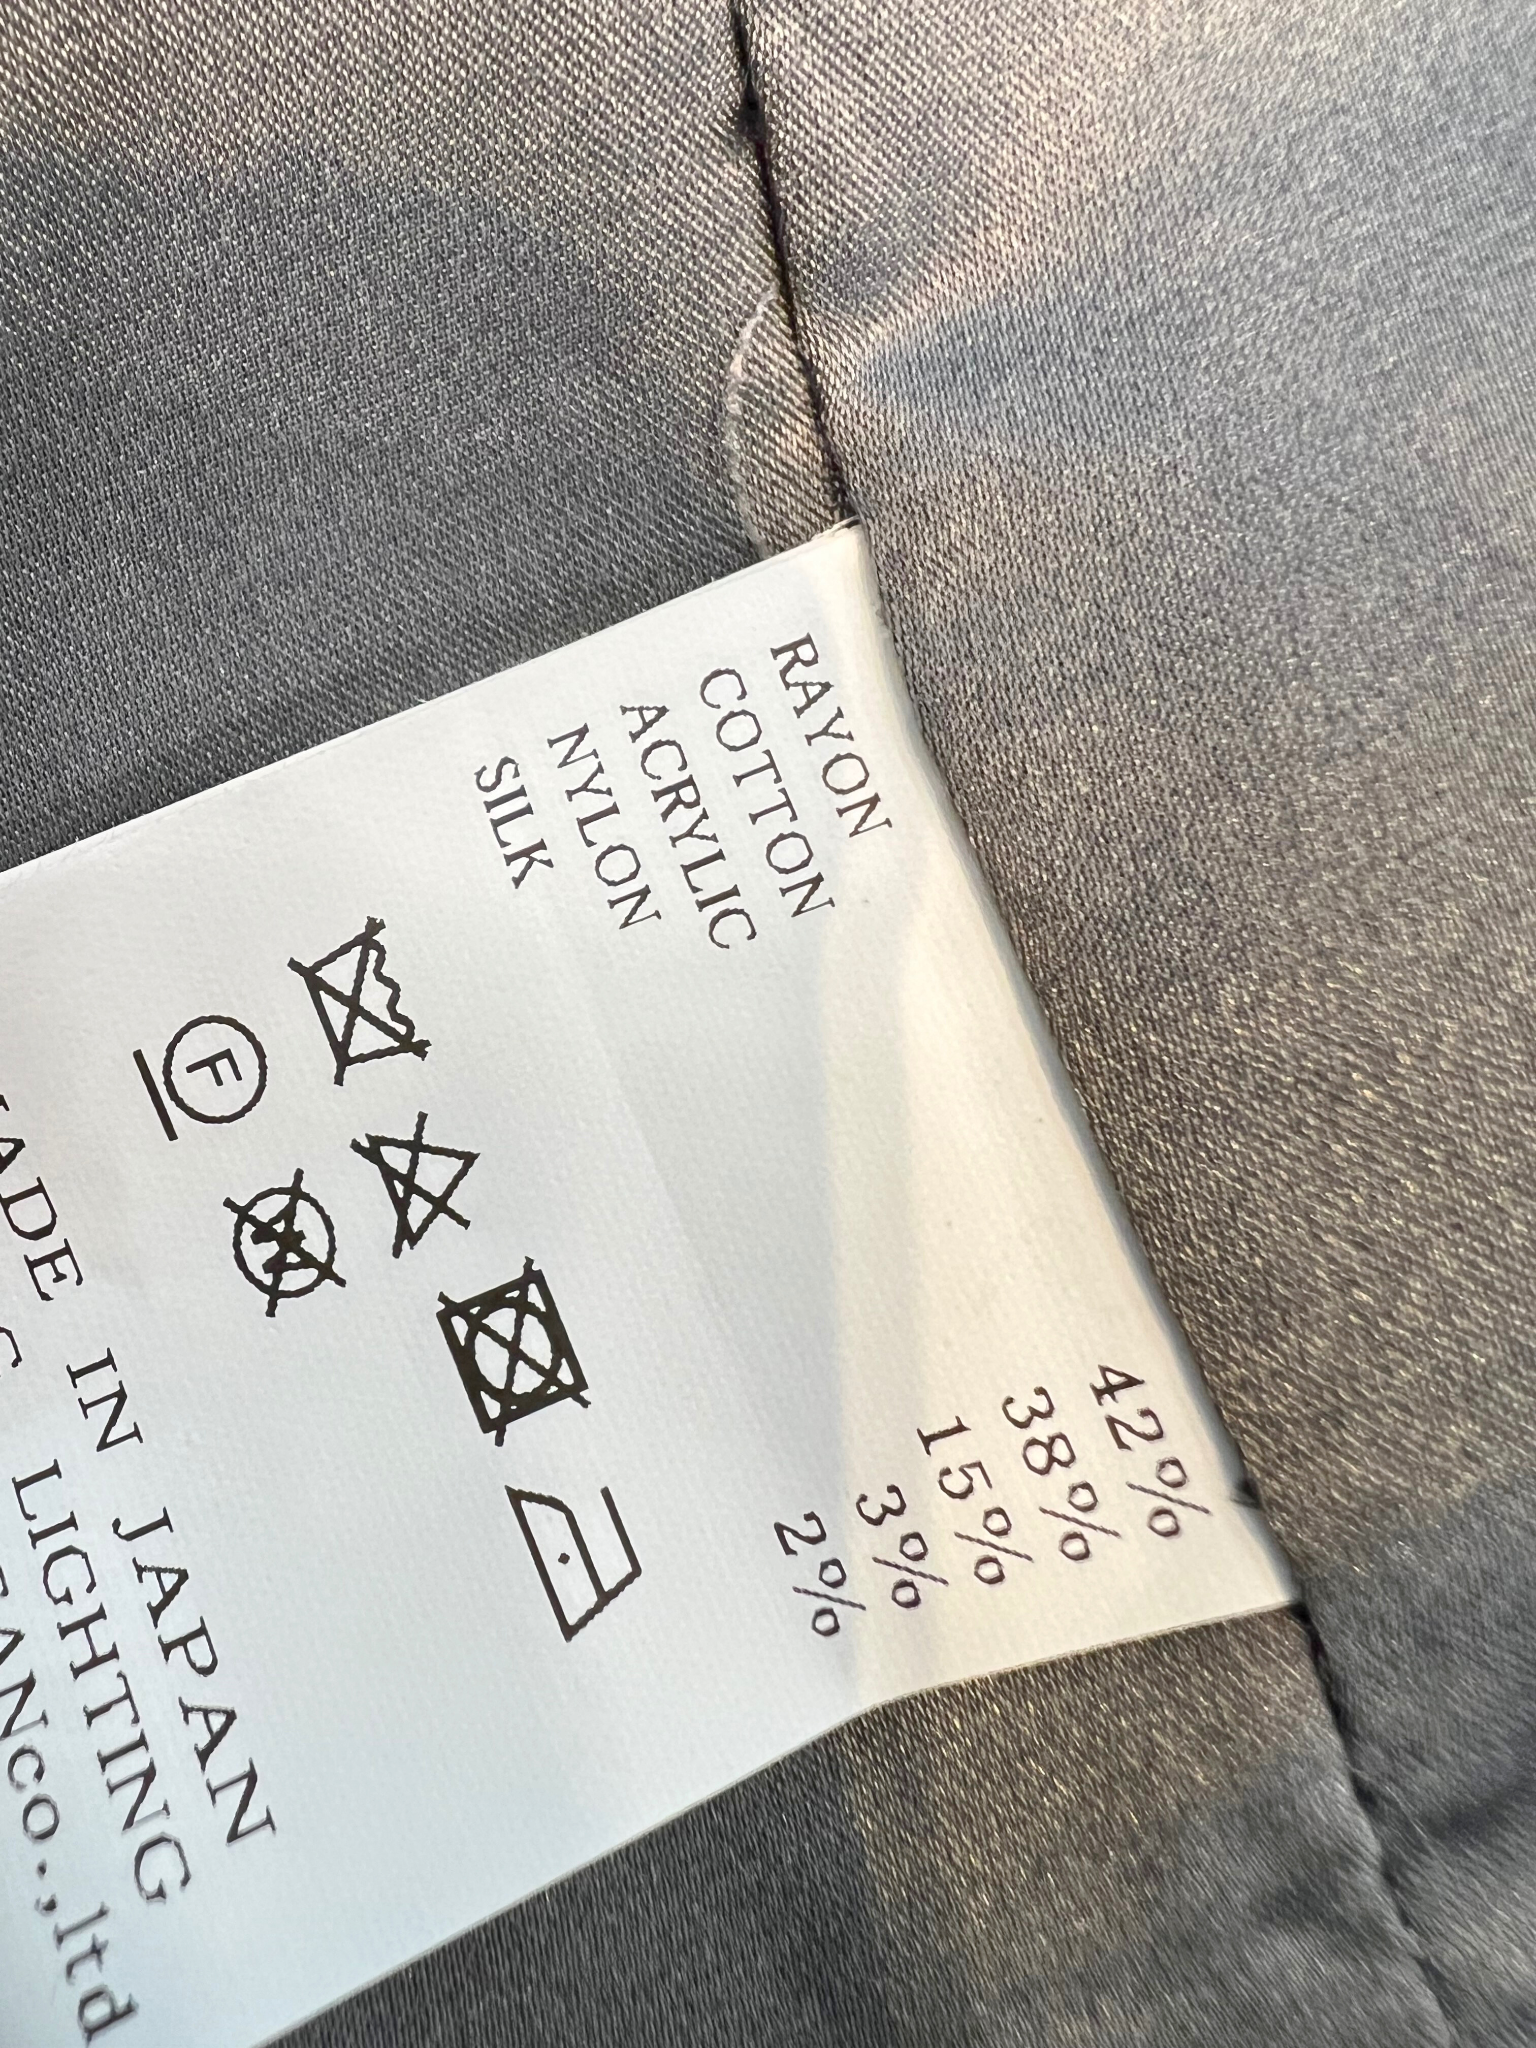 RAYON 42%
COTTON 38%
ACRYLIC 15%
NYLON 3%
SILK 2%
F
IN JAPAN
LIGHTING
co.,ltd